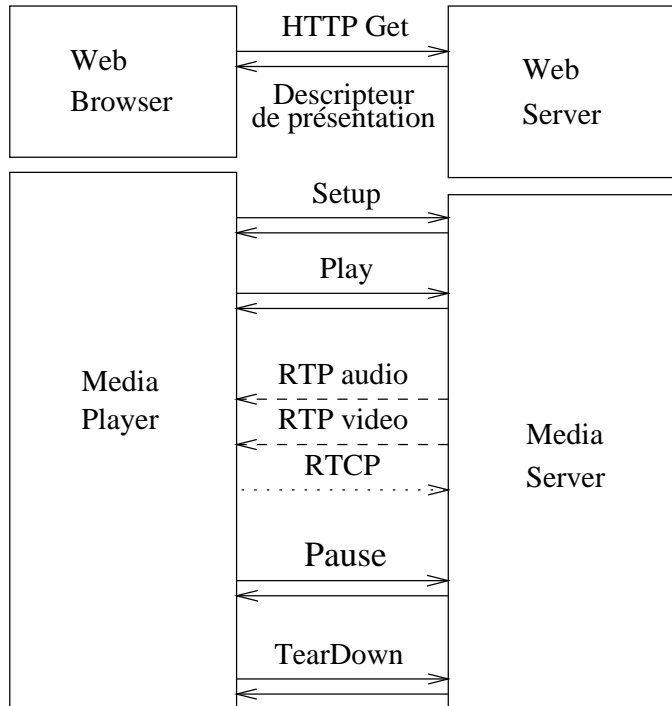 HTTP Get
Web
Browser
Descripteur
de présentation
Web
Server
Setup
Play
Media
Player
RTP audio
RTP video
RTCP
Media
Server
Pause
TearDown